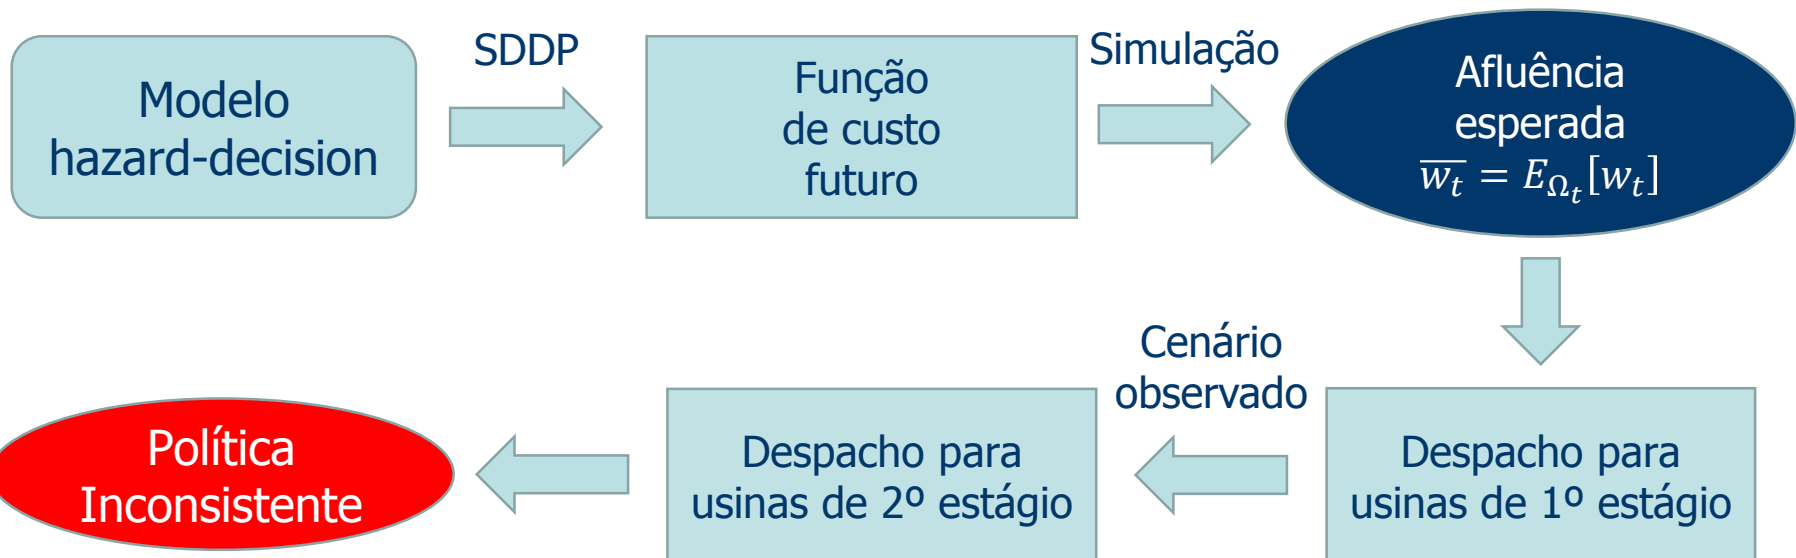 Modelo
hazard-decision
SDDP
Função
de custo
futuro
Simulação
Afluência
esperada
$\overline{w_t} = E_{\Omega_t}[w_t]$
Despacho para
usinas de 1º estágio
Cenário
observado
Despacho para
usinas de 2º estágio
Política
Inconsistente